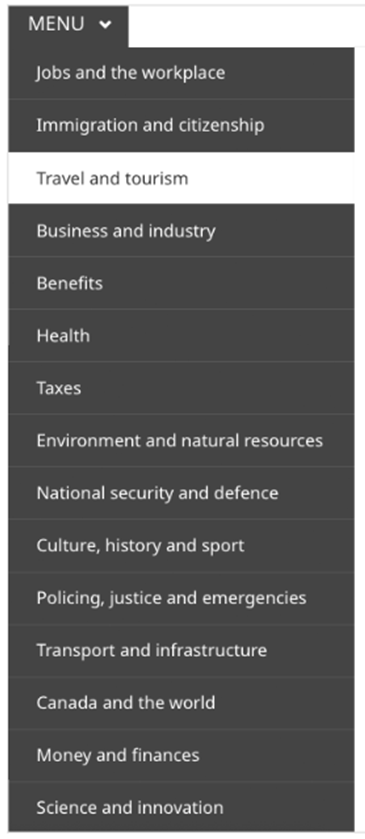 MENU
Jobs and the workplace
Immigration and citizenship
Travel and tourism
Business and industry
Benefits
Health
Taxes
Environment and natural resources
National security and defence
Culture, history and sport
Policing, justice and emergencies
Transport and infrastructure
Canada and the world
Money and finances
Science and innovation